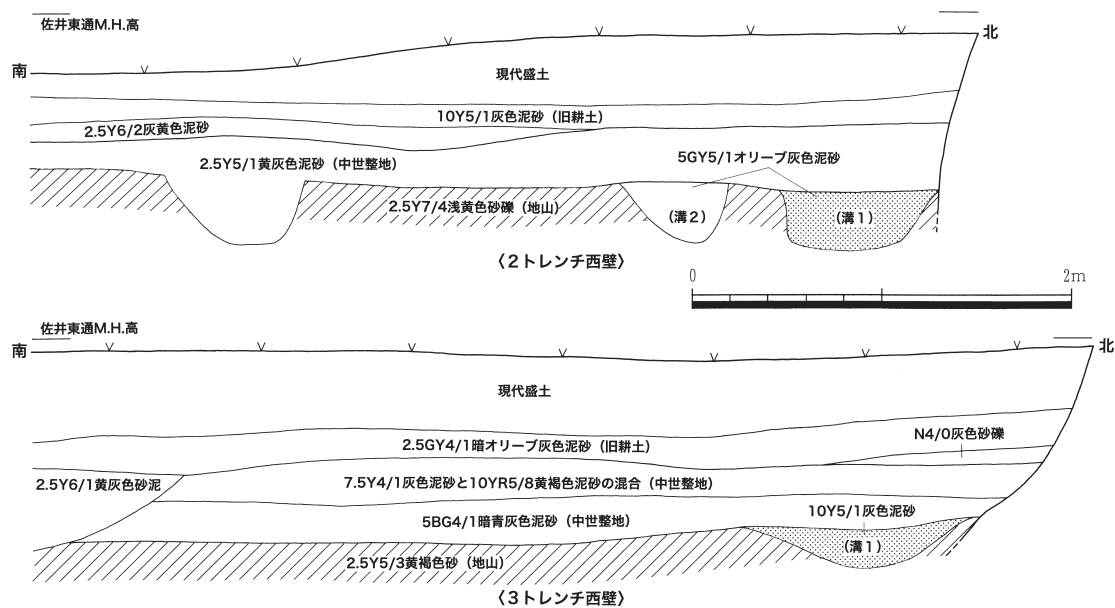 佐井東通M.H.高
南
北
現代盛土
10Y5/1灰色泥砂（旧耕土）
2.5Y6/2灰黄色泥砂
2.5Y5/1黄灰色泥砂（中世整地）
5GY5/1オリーブ灰色泥砂
2.5Y7/4浅黄色砂礫（地山）
（溝２）
（溝１）
〈２トレンチ西壁〉
0
2m
佐井東通M.H.高
南
北
現代盛土
2.5GY4/1暗オリーブ灰色泥砂（旧耕土）
N4/0灰色砂礫
2.5Y6/1黄灰色砂泥
7.5Y4/1灰色泥砂と10YR5/8黄褐色泥砂の混合（中世整地）
10Y5/1灰色泥砂
5BG4/1暗青灰色泥砂（中世整地）
（溝１）
2.5Y5/3黄褐色砂（地山）
〈３トレンチ西壁〉